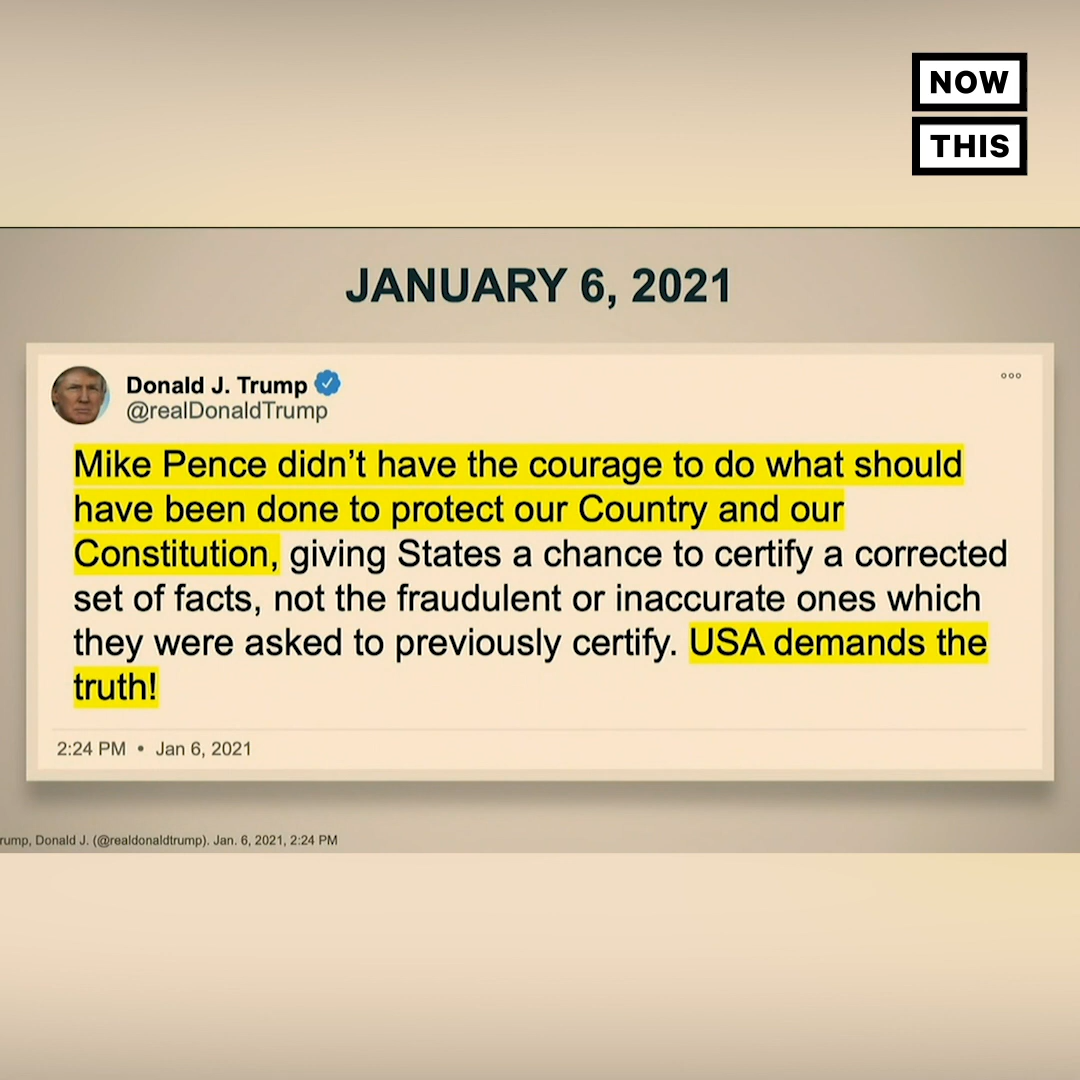 NOW
THIS
JANUARY 6, 2021
Donald J. Trump
@realDonaldTrump
Mike Pence didn't have the courage to do what should
have been done to protect our Country and our
Constitution, giving States a chance to certify a corrected
set of facts, not the fraudulent or inaccurate ones which
they were asked to previously certify. USA demands the
truth!
2:24 PM • Jan 6, 2021
rump, Donald J. (@realdonaldtrump). Jan. 6, 2021, 2:24 PM